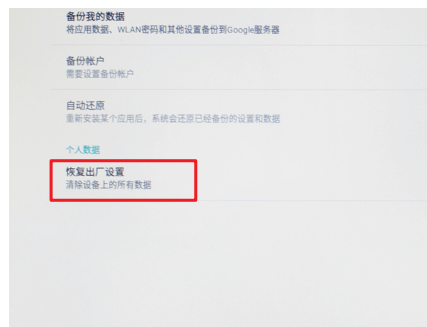 备份我的数据
将应用数据、WLAN密码和其他设置备份到Google服务器
备份帐户
需要设置备份帐户
自动还原
重新安装某个应用后，系统会还原已经备份的设置和数据
个人数据
恢复出厂设置
清除设备上的所有数据